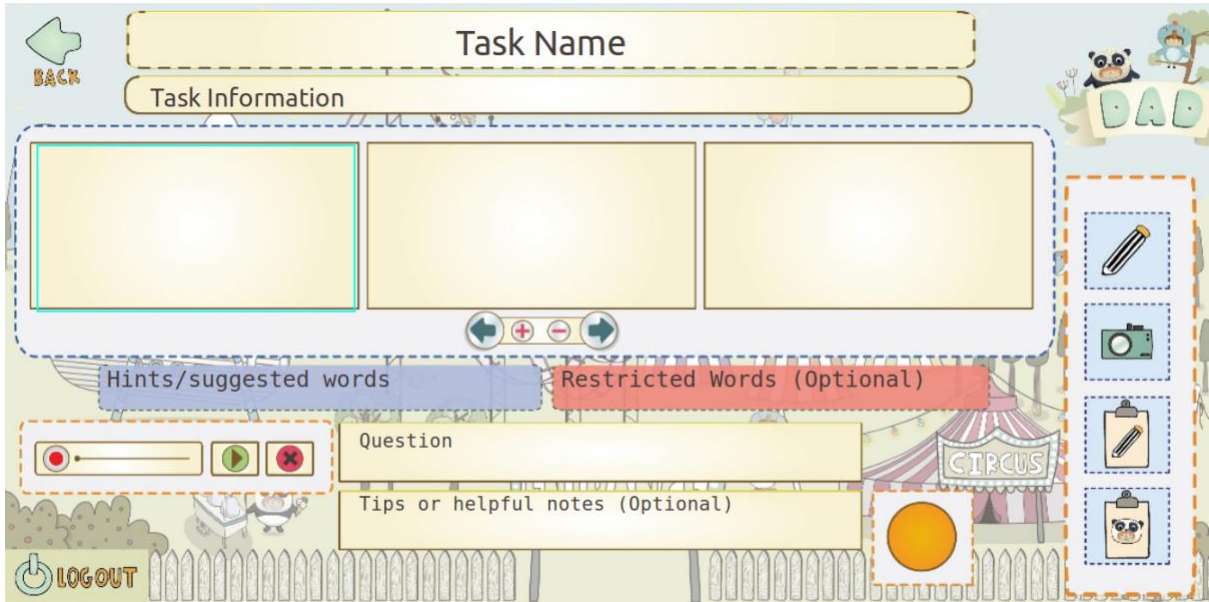 Task Name
BACK
Task Information
DAD
Hints/suggested words
Restricted Words (Optional)
Question
CIRCUS
Tips or helpful notes (Optional)
LOGOUT